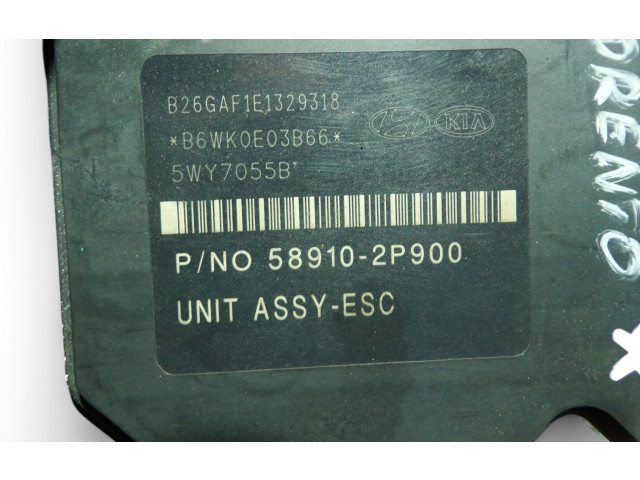 B26GAF1E1329318
*B6WK0E03B66*
KIA
5WY7055B
P/NO 58910-2P900
UNIT ASSY-ESC
ORENTO